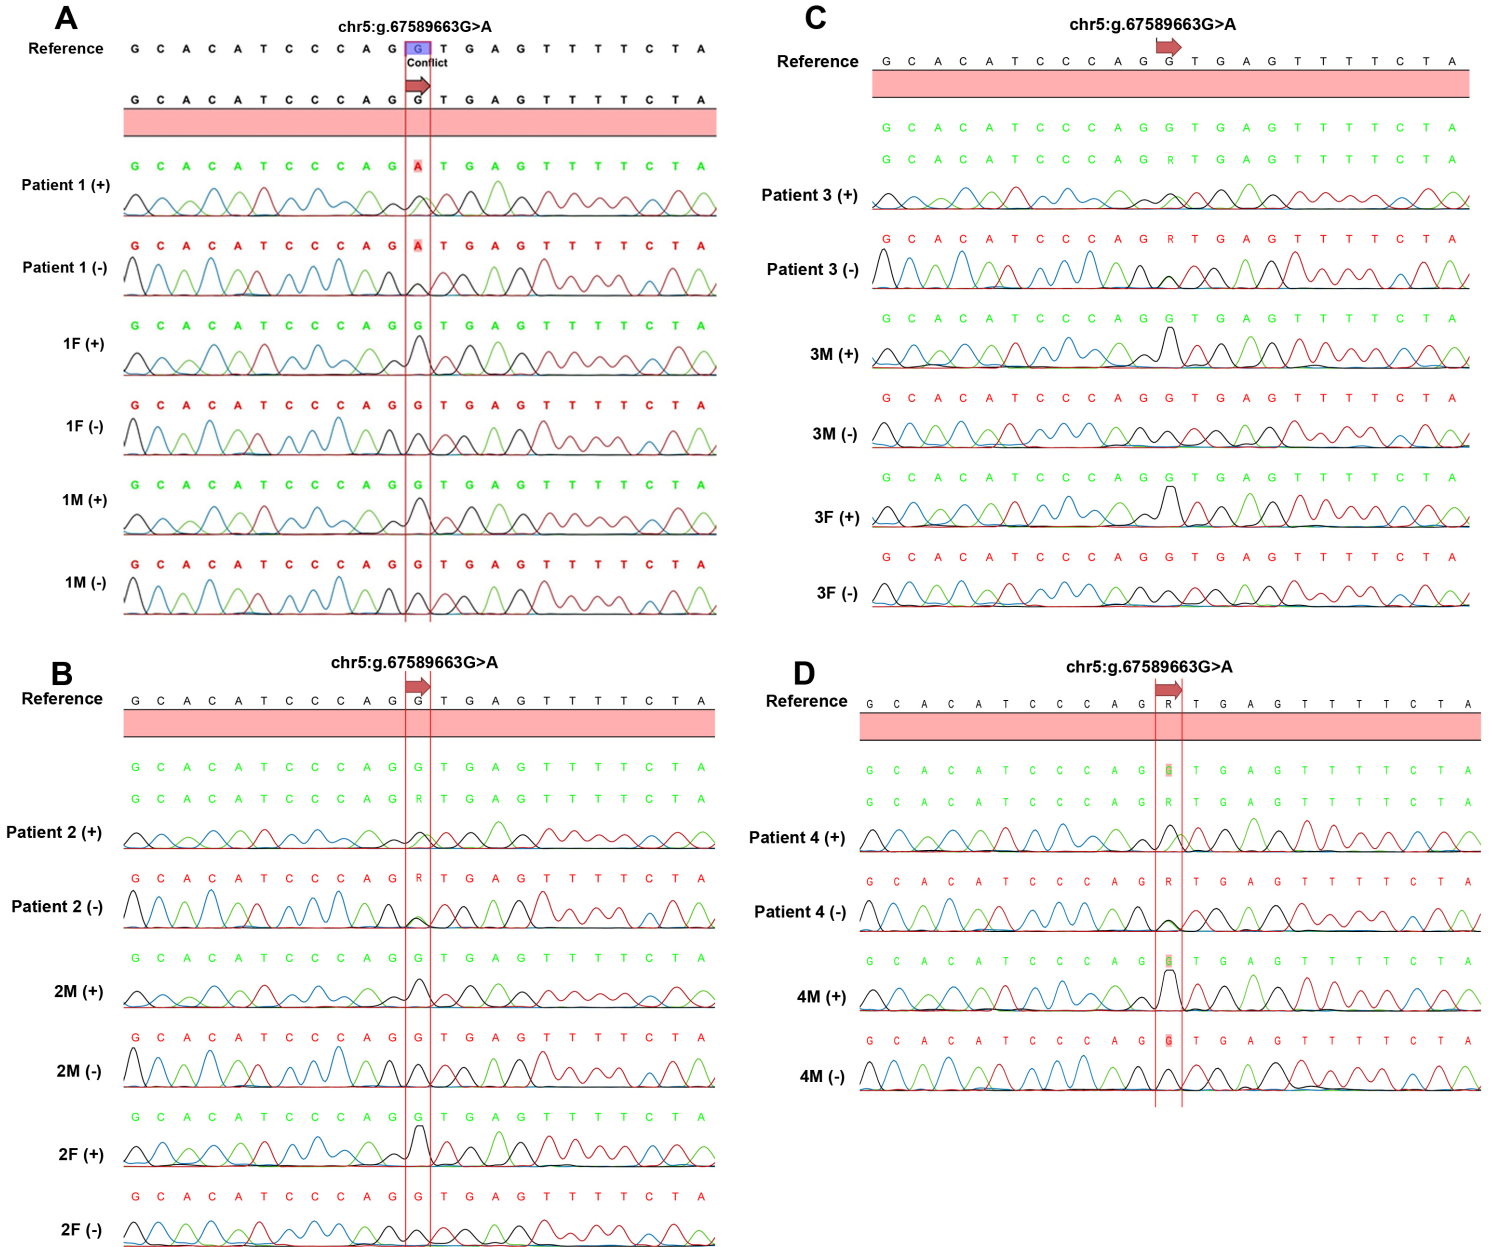 A
chr5:g.67589663G>A
Reference G C A C A T C C C A G G T G A G T T T T C T A
Conflict
G C A C A T C C C A G G T G A G T T T T C T A
G C A C A T C C C A G A T G A G T T T T C T A
Patient 1 (+)
G C A C A T C C C A G A T G A G T T T T C T A
Patient 1 (-)
G C A C A T C C C A G G T G A G T T T T C T A
1F (+)
G C A C A T C C C A G G T G A G T T T T C T A
1F (-)
G C A C A T C C C A G G T G A G T T T T C T A
1M (+)
G C A C A T C C C A G G T G A G T T T T C T A
1M (-)
B
chr5:g.67589663G>A
Reference G C A C A T C C C A G G T G A G T T T T C T A
G C A C A T C C C A G G T G A G T T T T C T A
G C A C A T C C C A G R T G A G T T T T C T A
Patient 2 (+)
G C A C A T C C C A G R T G A G T T T T C T A
Patient 2 (-)
G C A C A T C C C A G G T G A G T T T T C T A
2M (+)
G C A C A T C C C A G G T G A G T T T T C T A
2M (-)
G C A C A T C C C A G G T G A G T T T T C T A
2F (+)
G C A C A T C C C A G G T G A G T T T T C T A
2F (-)
C
chr5:g.67589663G>A
Reference G C A C A T C C C A G G T G A G T T T T C T A
G C A C A T C C C A G G T G A G T T T T C T A
G C A C A T C C C A G R T G A G T T T T C T A
Patient 3 (+)
G C A C A T C C C A G R T G A G T T T T C T A
Patient 3 (-)
G C A C A T C C C A G G T G A G T T T T C T A
3M (+)
G C A C A T C C C A G G T G A G T T T T C T A
3M (-)
G C A C A T C C C A G G T G A G T T T T C T A
3F (+)
G C A C A T C C C A G G T G A G T T T T C T A
3F (-)
D
chr5:g.67589663G>A
Reference G C A C A T C C C A G R T G A G T T T T C T A
G C A C A T C C C A G G T G A G T T T T C T A
G C A C A T C C C A G R T G A G T T T T C T A
Patient 4 (+)
G C A C A T C C C A G R T G A G T T T T C T A
Patient 4 (-)
G C A C A T C C C A G G T G A G T T T T C T A
4M (+)
G C A C A T C C C A G G T G A G T T T T C T A
4M (-)